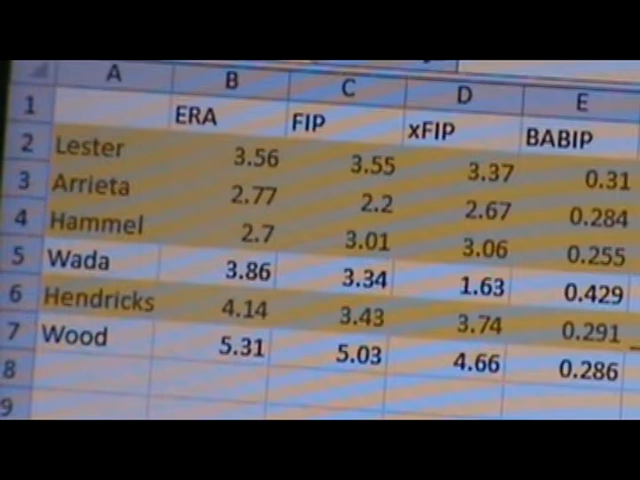 A B C D E
1 ERA FIP xFIP BABIP
2 Lester 3.56 3.55 3.37 0.31
3 Arrieta 2.77 2.2 2.67 0.284
4 Hammel 2.7 3.01 3.06 0.255
5 Wada 3.86 3.34 1.63 0.429
6 Hendricks 4.14 3.43 3.74 0.291
7 Wood 5.31 5.03 4.66 0.286
8
9